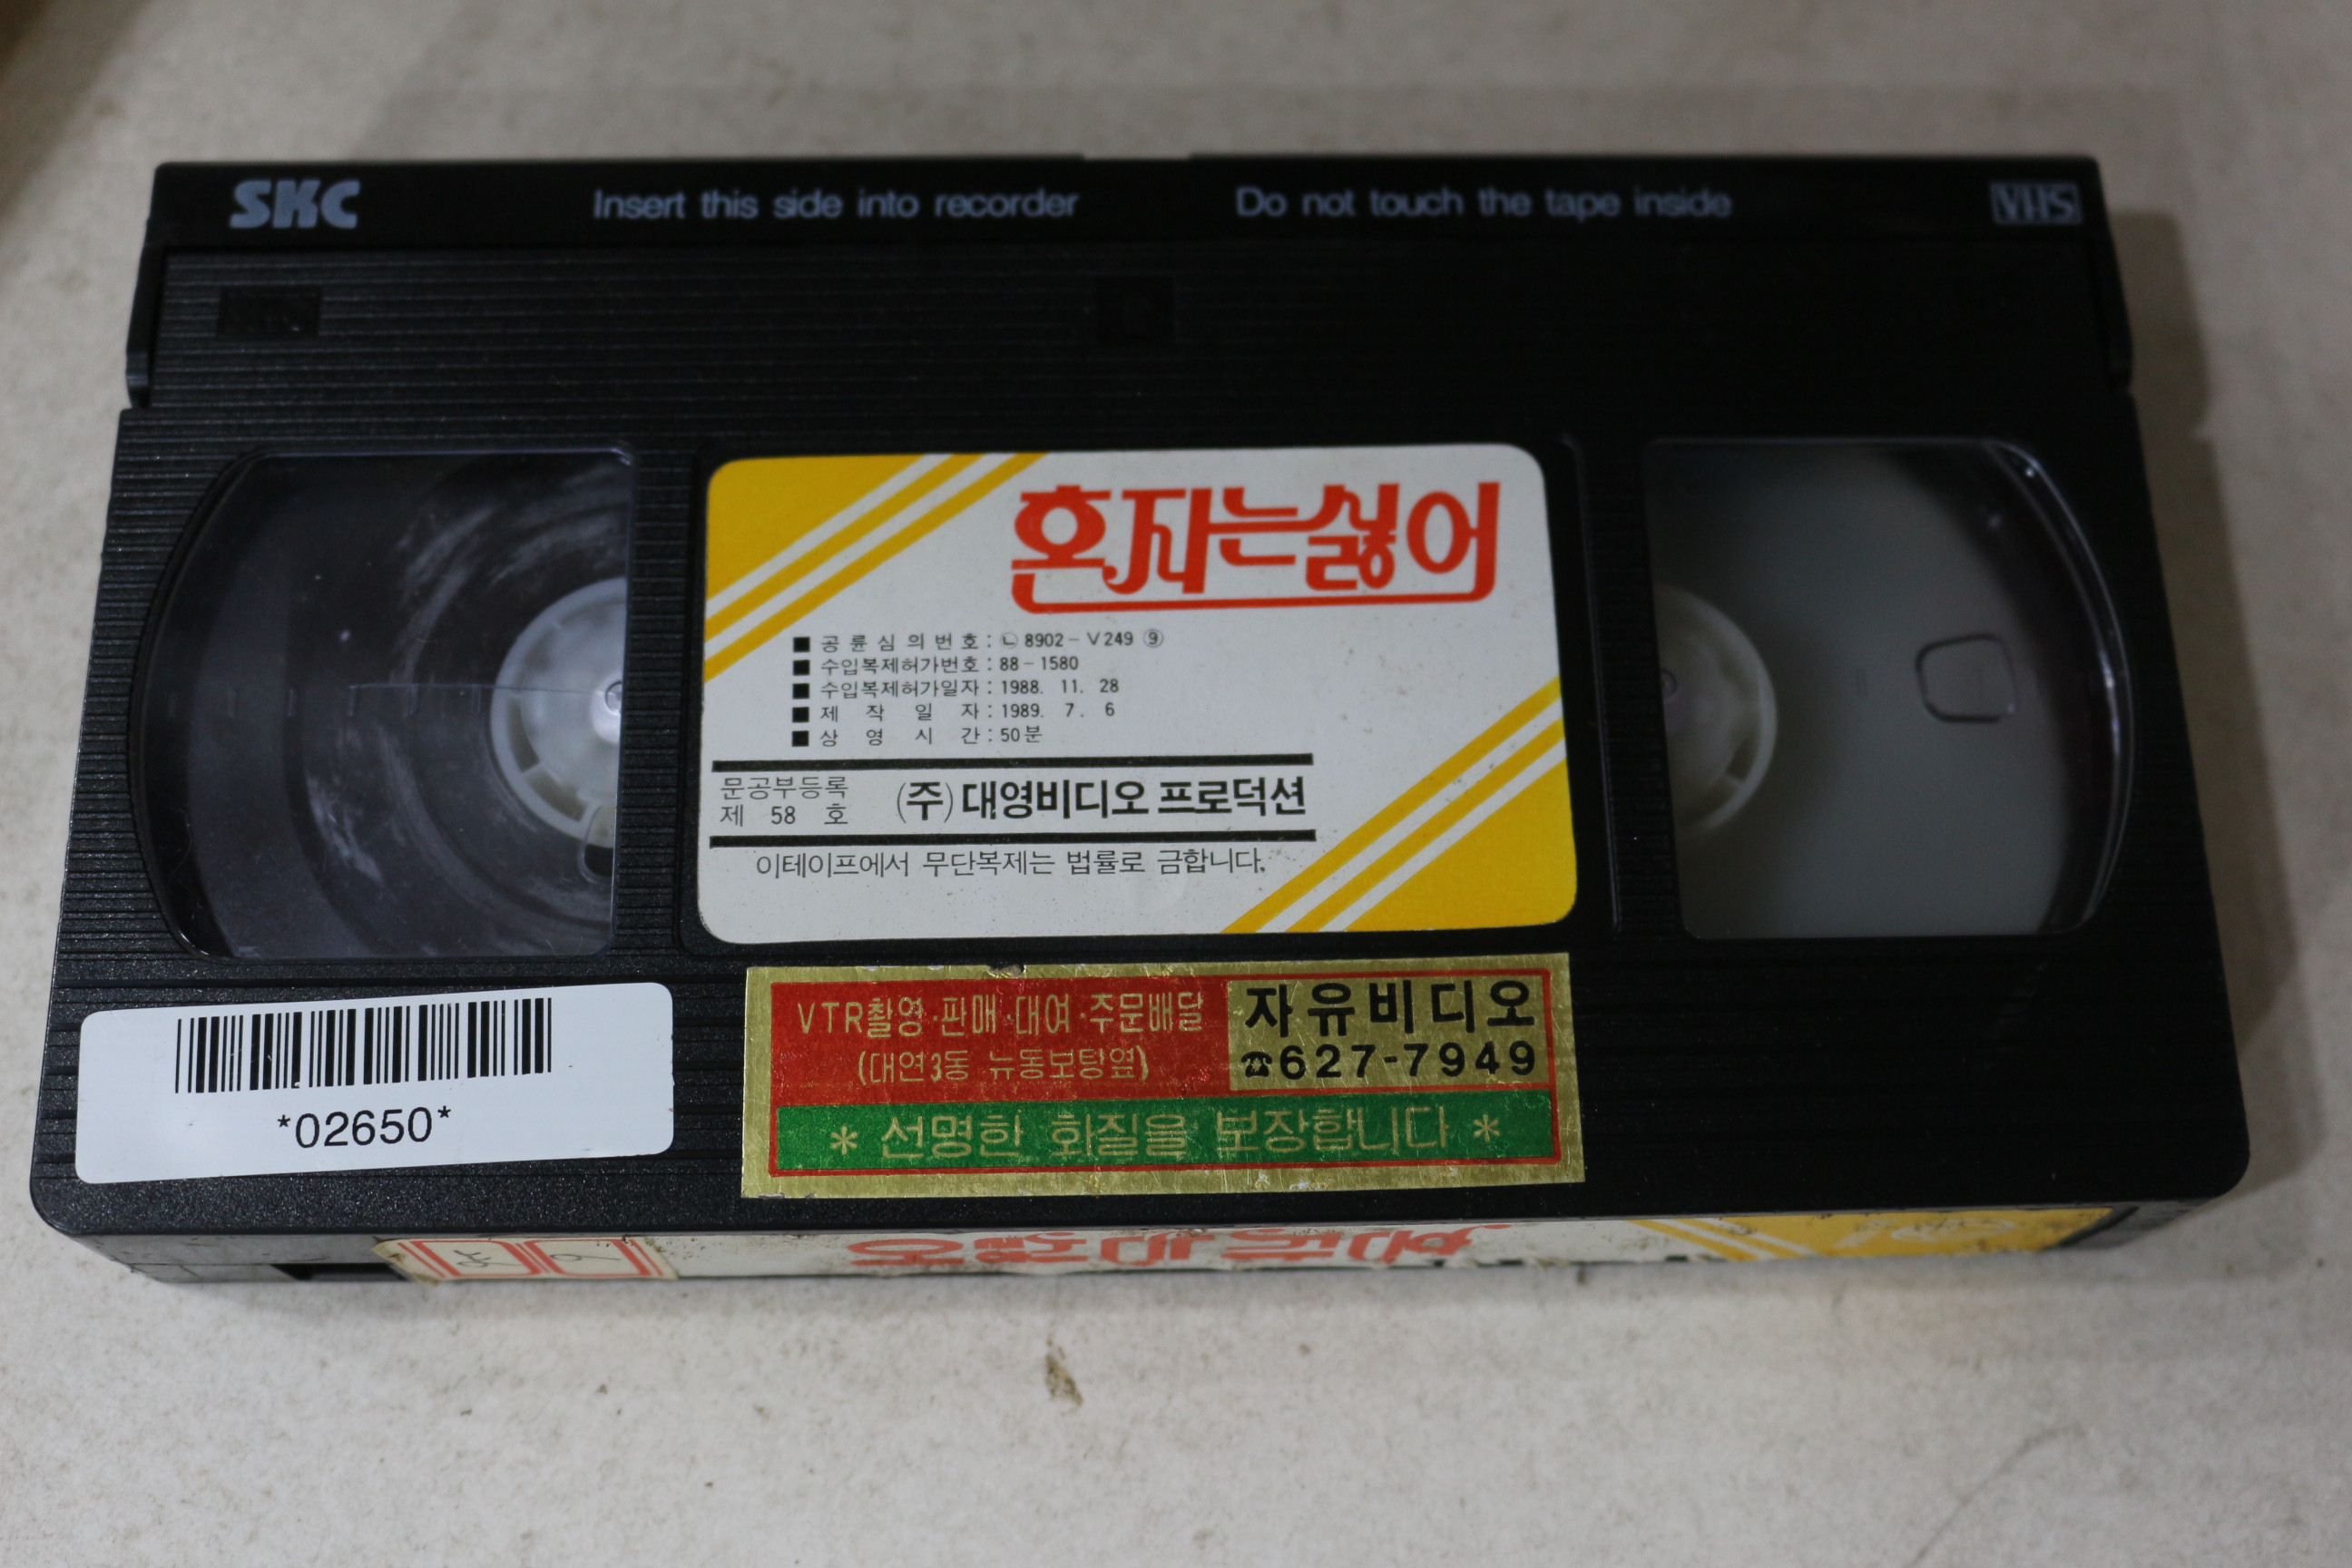 SKC Insert this side into recorder Do not touch the tape inside VHS
혼자는싫어
■ 공륜심의번호 : ㉡ 8902-V249 ⑨
■ 수입복제허가번호 : 88-1580
■ 수입복제허가일자 : 1988. 11. 28
■ 제작일자 : 1989. 7. 6
■ 상영시간 : 50분
문공부등록
제 58 호
(주) 대영비디오 프로덕션
이테이프에서 무단복제는 법률로 금합니다.
VTR촬영·판매·대여·주문배달
(대연3동 뉴동보탕옆)
자유비디오
☎627-7949
* 선명한 화질을 보장합니다 *
*02650*
혼자는싫어